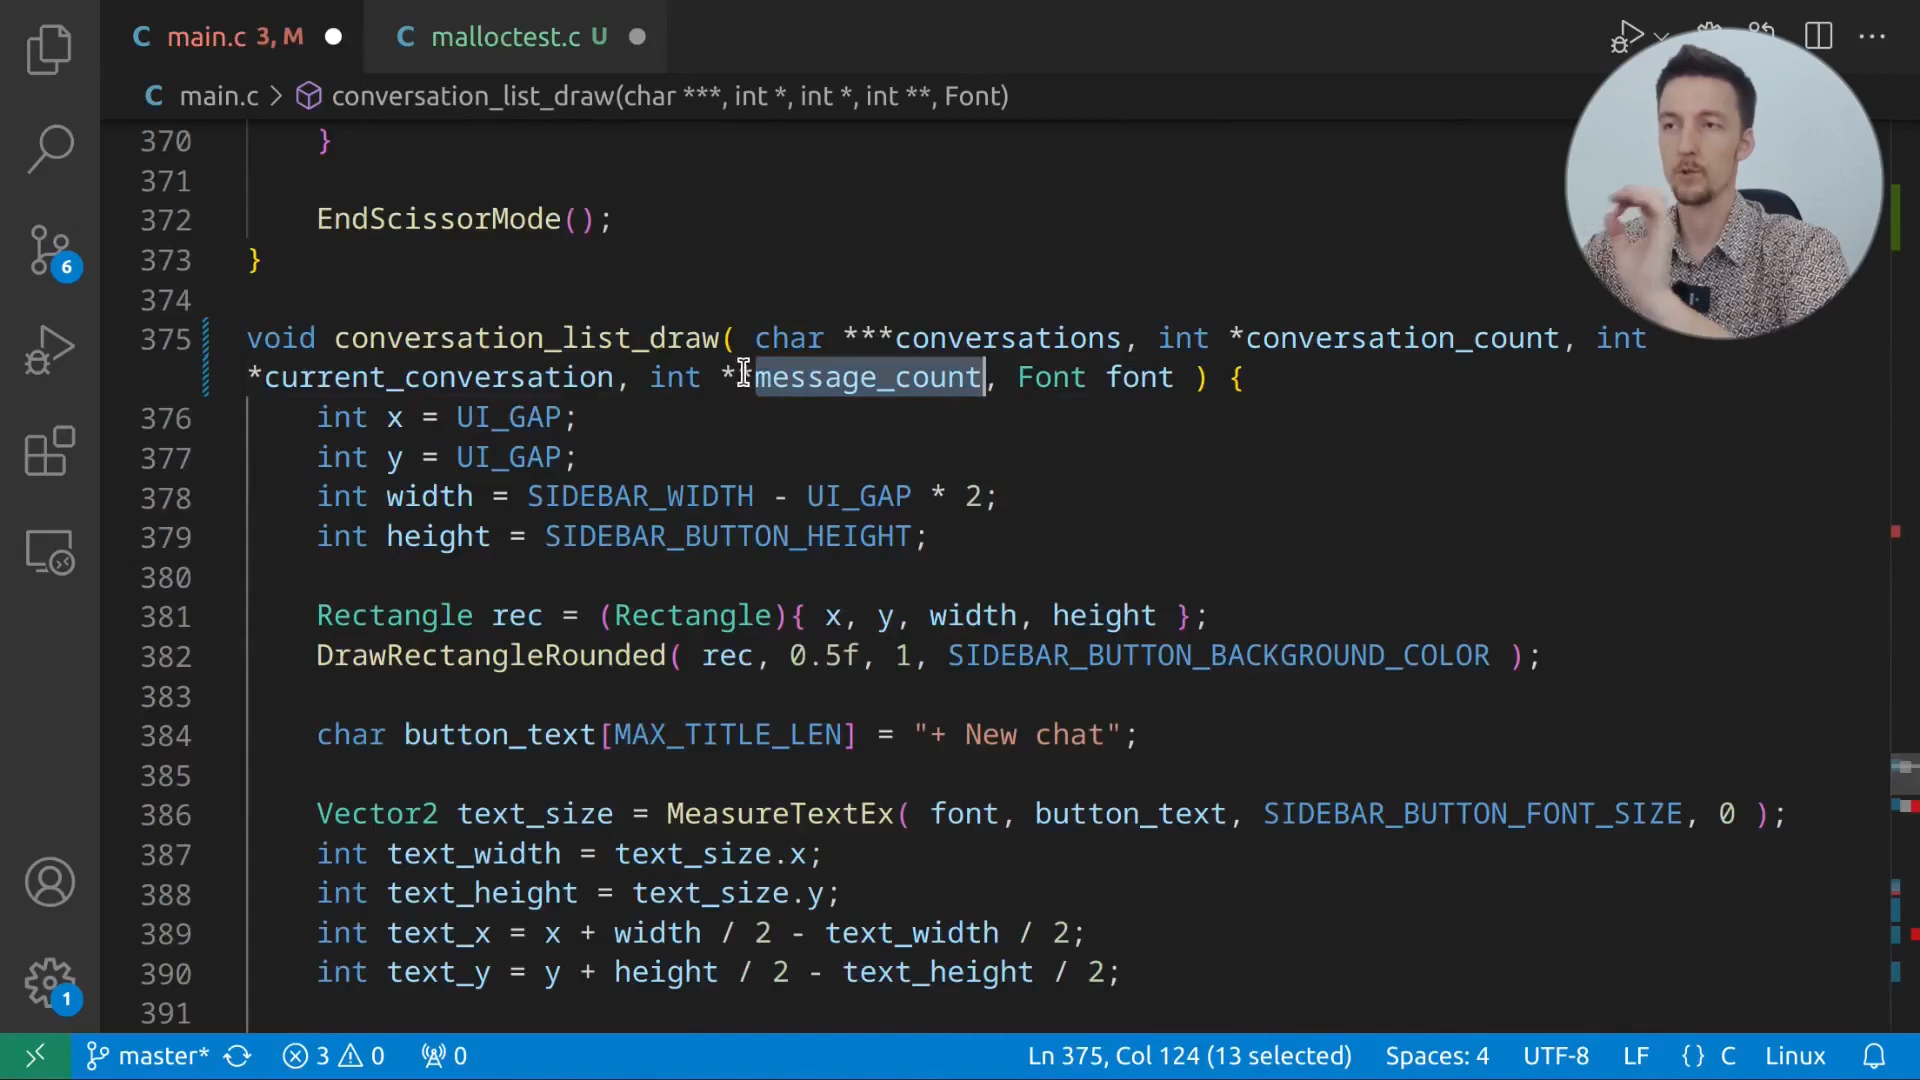 main.c 3, M
malloctest.c U
main.c > conversation_list_draw(char ***, int *, int *, int **, Font)
370 }
371
372 EndScissorMode();
373 }
374
375 void conversation_list_draw( char ***conversations, int *conversation_count, int
*current_conversation, int **message_count, Font font ) {
376 int x = UI_GAP;
377 int y = UI_GAP;
378 int width = SIDEBAR_WIDTH - UI_GAP * 2;
379 int height = SIDEBAR_BUTTON_HEIGHT;
380
381 Rectangle rec = (Rectangle){ x, y, width, height };
382 DrawRectangleRounded( rec, 0.5f, 1, SIDEBAR_BUTTON_BACKGROUND_COLOR );
383
384 char button_text[MAX_TITLE_LEN] = "+ New chat";
385
386 Vector2 text_size = MeasureTextEx( font, button_text, SIDEBAR_BUTTON_FONT_SIZE, 0 );
387 int text_width = text_size.x;
388 int text_height = text_size.y;
389 int text_x = x + width / 2 - text_width / 2;
390 int text_y = y + height / 2 - text_height / 2;
391
6
1
master* 3 0 0 Ln 375, Col 124 (13 selected) Spaces: 4 UTF-8 LF {} C Linux